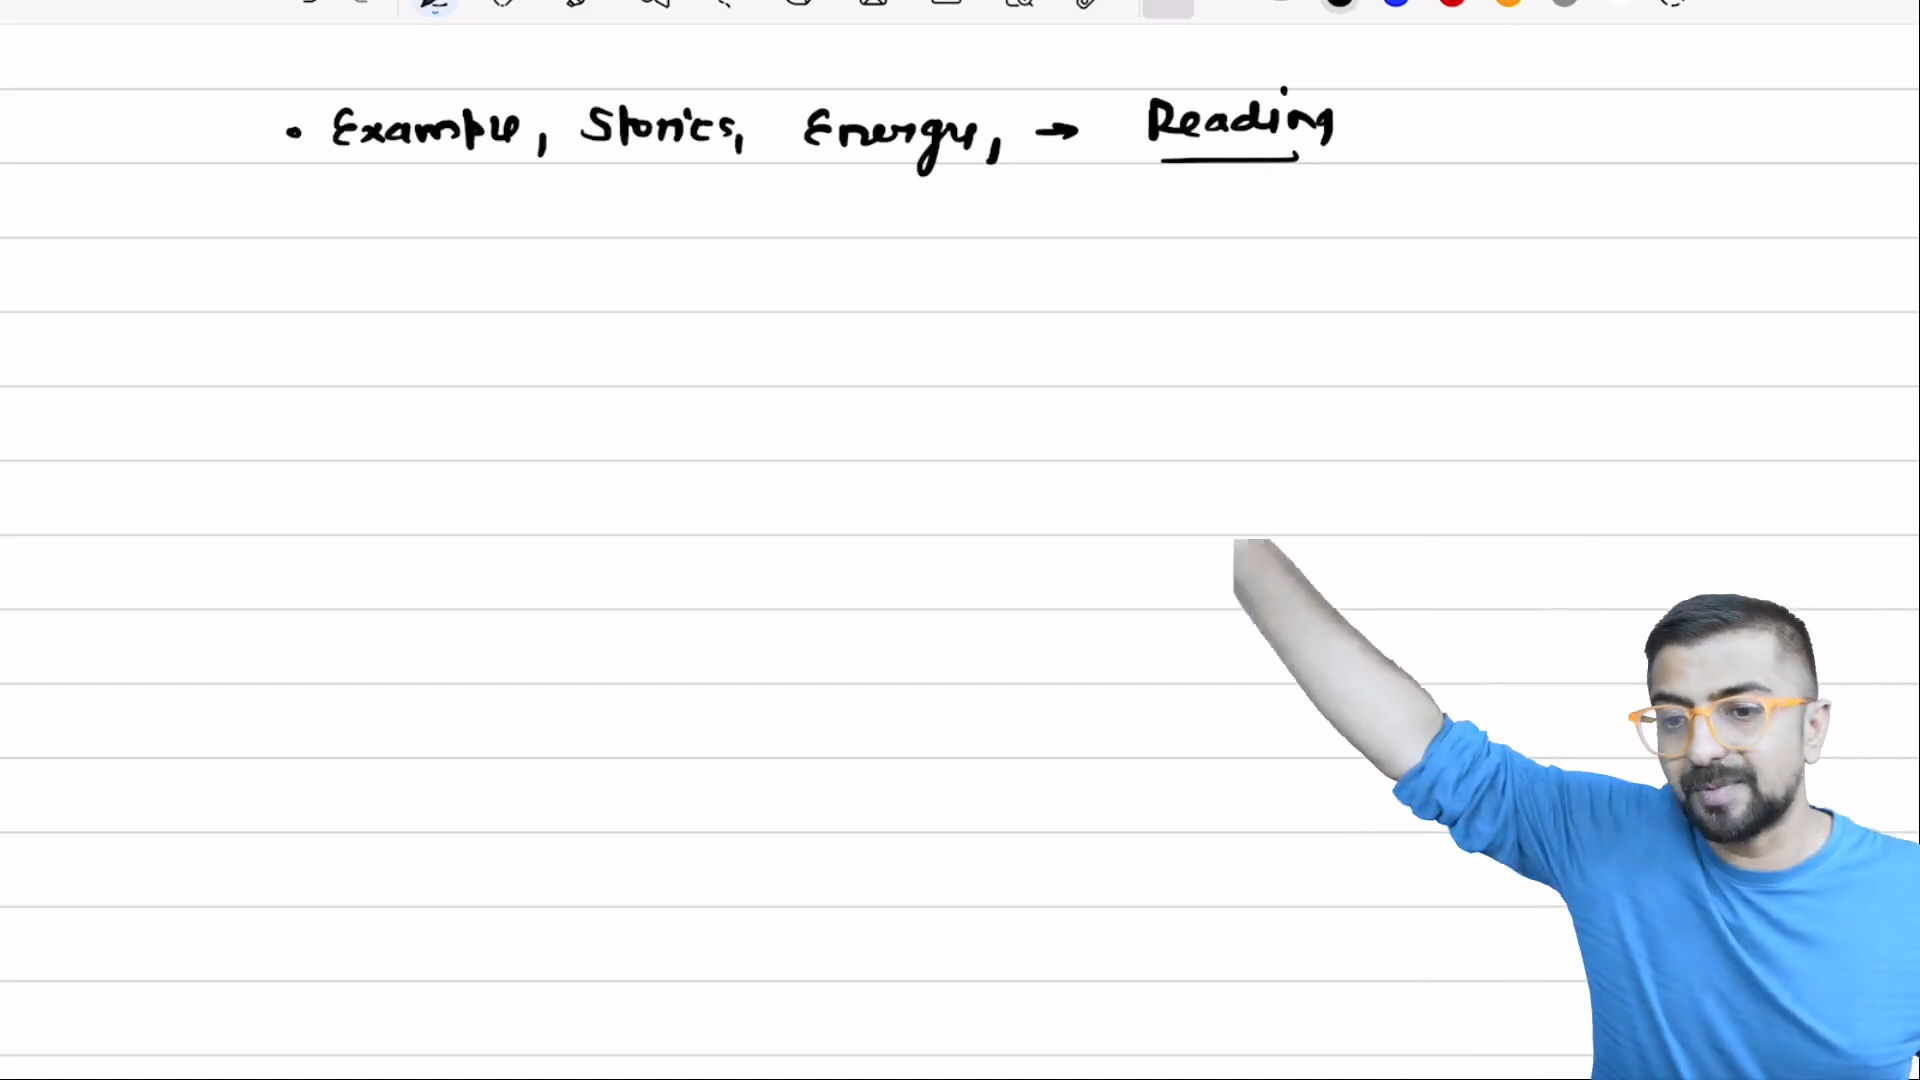 • Example, Stories, Energy, → Reading